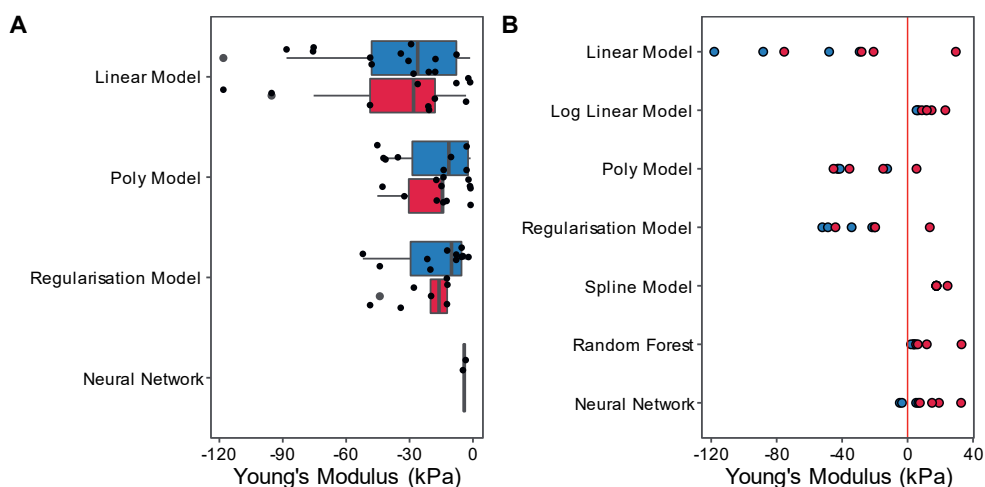 A
Linear Model
Poly Model
Regularisation Model
Neural Network
-120 -90 -60 -30 0
Young's Modulus (kPa)
B
Linear Model
Log Linear Model
Poly Model
Regularisation Model
Spline Model
Random Forest
Neural Network
-120 -80 -40 0 40
Young's Modulus (kPa)